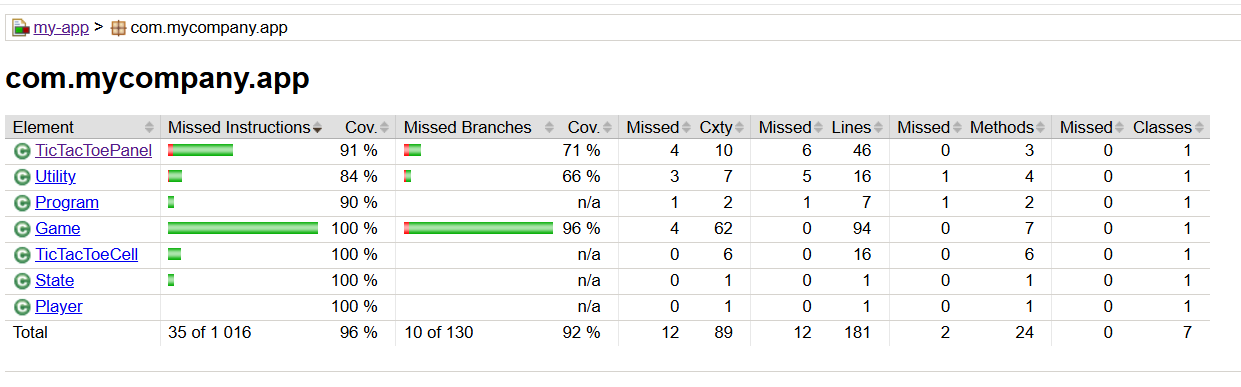 my-app > com.mycompany.app
com.mycompany.app
Element Missed Instructions Cov. Missed Branches Cov. Missed Cxty Missed Lines Missed Methods Missed Classes
TicTacToePanel 91 % 71 % 4 10 6 46 0 3 0 1
Utility 84 % 66 % 3 7 5 16 1 4 0 1
Program 90 % n/a 1 2 1 7 1 2 0 1
Game 100 % 96 % 4 62 0 94 0 7 0 1
TicTacToeCell 100 % n/a 0 6 0 16 0 6 0 1
State 100 % n/a 0 1 0 1 0 1 0 1
Player 100 % n/a 0 1 0 1 0 1 0 1
Total 35 of 1 016 96 % 10 of 130 92 % 12 89 12 181 2 24 0 7